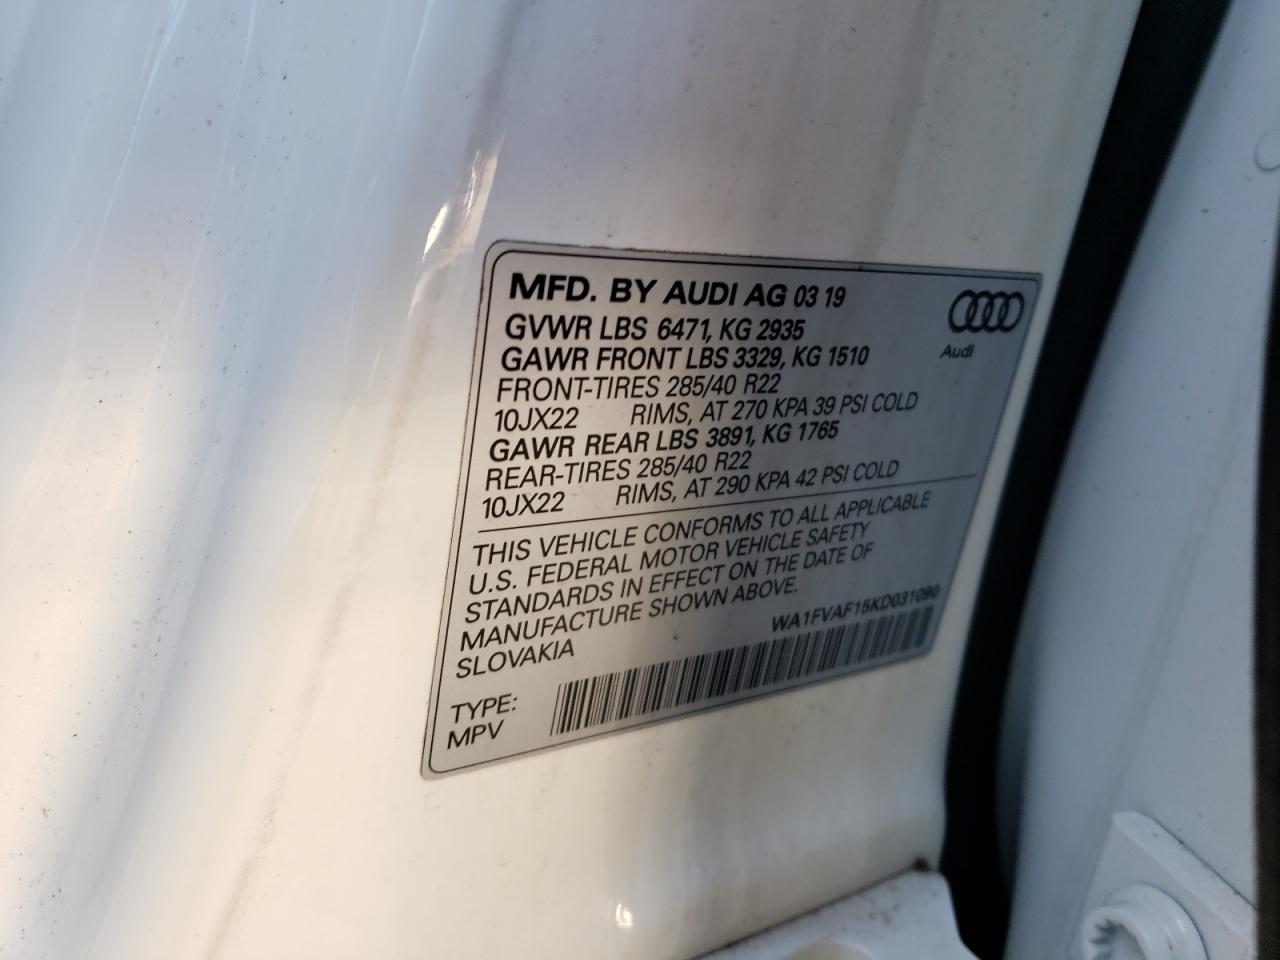 MFD. BY AUDI AG 03 19
GVWR LBS 6471, KG 2935
GAWR FRONT LBS 3329, KG 1510
Audi
FRONT-TIRES 285/40 R22
10JX22 RIMS, AT 270 KPA 39 PSI COLD
GAWR REAR LBS 3891, KG 1765
REAR-TIRES 285/40 R22
10JX22 RIMS, AT 290 KPA 42 PSI COLD
THIS VEHICLE CONFORMS TO ALL APPLICABLE
U.S. FEDERAL MOTOR VEHICLE SAFETY
STANDARDS IN EFFECT ON THE DATE OF
MANUFACTURE SHOWN ABOVE.
SLOVAKIA
WA1FVAF15KD031090
TYPE:
MPV